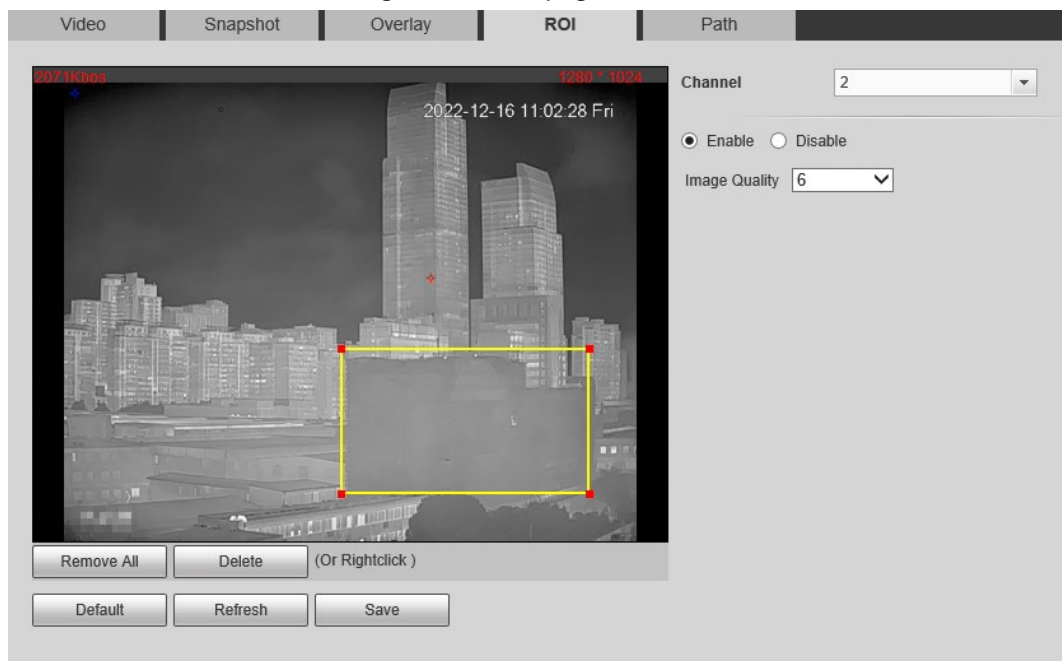 Video Snapshot Overlay ROI Path
2071Kbps 1280 * 1024
2022-12-16 11:02:28 Fri
Channel 2
Enable Disable
Image Quality 6
Remove All Delete (Or Rightclick )
Default Refresh Save